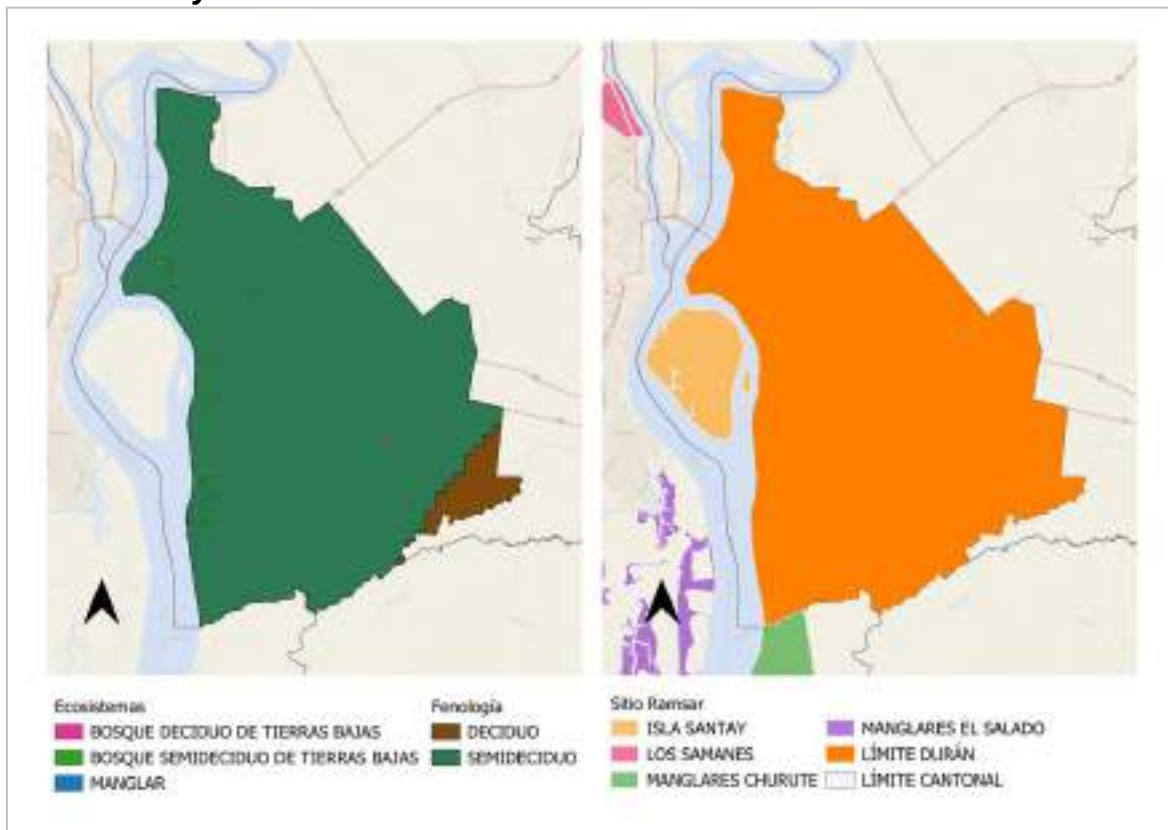 Ecosistemas
BOSQUE DECIDUO DE TIERRAS BAJAS
BOSQUE SEMIDECIDUO DE TIERRAS BAJAS
MANGLAR
Fenología
DECIDUO
SEMIDECIDUO
Sitio Ramsar
ISLA SANTAY
LOS SAMANES
MANGLARES CHURUTE
MANGLARES EL SALADO
LÍMITE DURÁN
LÍMITE CANTONAL